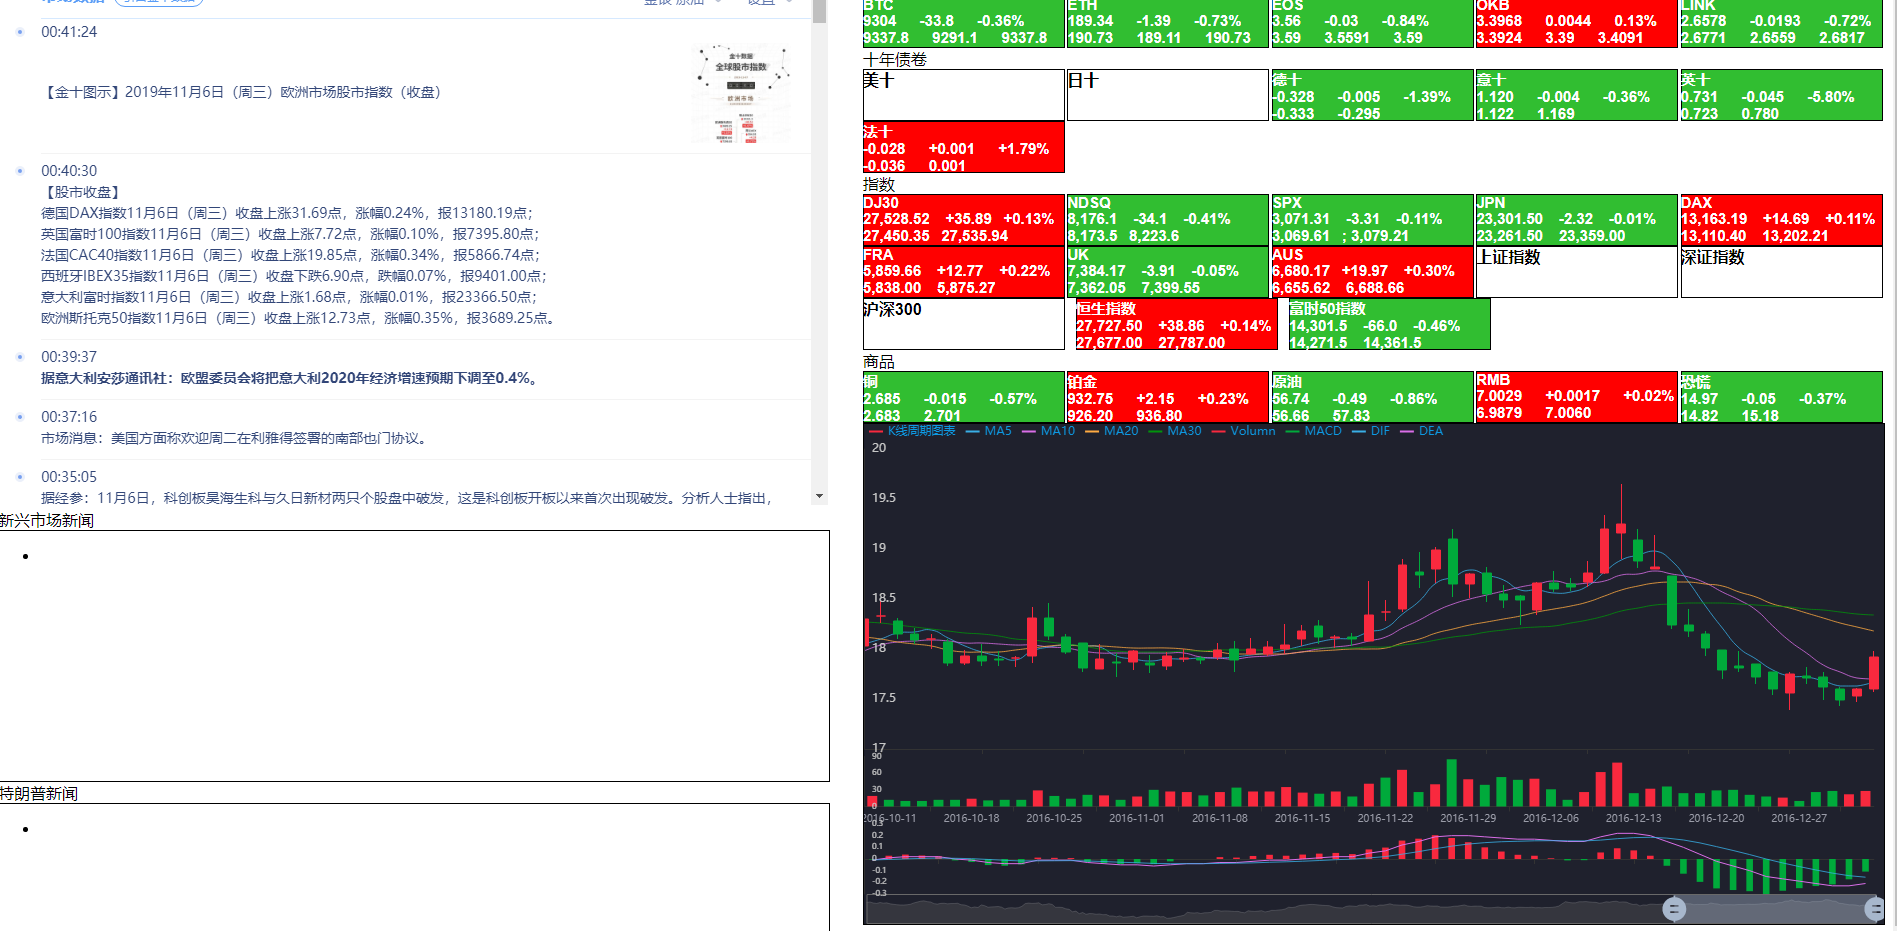 00:41:24
【金十图示】2019年11月6日（周三）欧洲市场股市指数（收盘）
金十数据
全球股市指数
欧洲市场
00:40:30
【股市收盘】
德国DAX指数11月6日（周三）收盘上涨31.69点，涨幅0.24%，报13180.19点；
英国富时100指数11月6日（周三）收盘上涨7.72点，涨幅0.10%，报7395.80点；
法国CAC40指数11月6日（周三）收盘上涨19.85点，涨幅0.34%，报5866.74点；
西班牙IBEX35指数11月6日（周三）收盘下跌6.90点，跌幅0.07%，报9401.00点；
意大利富时指数11月6日（周三）收盘上涨1.68点，涨幅0.01%，报23366.50点；
欧洲斯托克50指数11月6日（周三）收盘上涨12.73点，涨幅0.35%，报3689.25点。
00:39:37
据意大利安莎通讯社：欧盟委员会将把意大利2020年经济增速预期下调至0.4%。
00:37:16
市场消息：美国方面称欢迎周二在利雅得签署的南部也门协议。
00:35:05
据经参：11月6日，科创板昊海生科与久日新材两只个股盘中破发，这是科创板开板以来首次出现破发。分析人士指出，
新兴市场新闻
特朗普新闻
BTC
9304 -33.8 -0.36%
9337.8 9291.1 9337.8
ETH
189.34 -1.39 -0.73%
190.73 189.11 190.73
EOS
3.56 -0.03 -0.84%
3.59 3.5591 3.59
OKB
3.3968 0.0044 0.13%
3.3924 3.39 3.4091
LINK
2.6578 -0.0193 -0.72%
2.6771 2.6559 2.6817
十年债卷
美十
日十
德十
-0.328 -0.005 -1.39%
-0.333 -0.295
意十
1.120 -0.004 -0.36%
1.122 1.169
英十
0.731 -0.045 -5.80%
0.723 0.780
法十
-0.028 +0.001 +1.79%
-0.036 0.001
指数
DJ30
27,528.52 +35.89 +0.13%
27,450.35 27,535.94
NDSQ
8,176.1 -34.1 -0.41%
8,173.5 8,223.6
SPX
3,071.31 -3.31 -0.11%
3,069.61 ; 3,079.21
JPN
23,301.50 -2.32 -0.01%
23,261.50 23,359.00
DAX
13,163.19 +14.69 +0.11%
13,110.40 13,202.21
FRA
5,859.66 +12.77 +0.22%
5,838.00 5,875.27
UK
7,384.17 -3.91 -0.05%
7,362.05 7,399.55
AUS
6,680.17 +19.97 +0.30%
6,655.62 6,688.66
上证指数
深证指数
沪深300
恒生指数
27,727.50 +38.86 +0.14%
27,677.00 27,787.00
富时50指数
14,301.5 -66.0 -0.46%
14,271.5 14,361.5
商品
铜
2.685 -0.015 -0.57%
2.683 2.701
铂金
932.75 +2.15 +0.23%
926.20 936.80
原油
56.74 -0.49 -0.86%
56.66 57.83
RMB
7.0029 +0.0017 +0.02%
6.9879 7.0060
恐慌
14.97 -0.05 -0.37%
14.82 15.18
K线周期图表 MA5 MA10 MA20 MA30 Volumn MACD DIF DEA
20
19.5
19
18.5
18
17.5
17
90
60
30
0
2016-10-11 2016-10-18 2016-10-25 2016-11-01 2016-11-08 2016-11-15 2016-11-22 2016-11-29 2016-12-06 2016-12-13 2016-12-20 2016-12-27
0.3
0.2
0.1
0
-0.1
-0.2
-0.3